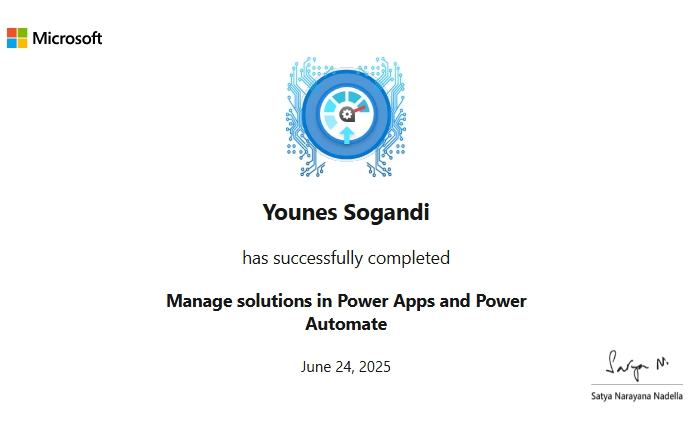 Microsoft
Younes Sogandi
has successfully completed
Manage solutions in Power Apps and Power
Automate
June 24, 2025
Satya N.
Satya Narayana Nadella